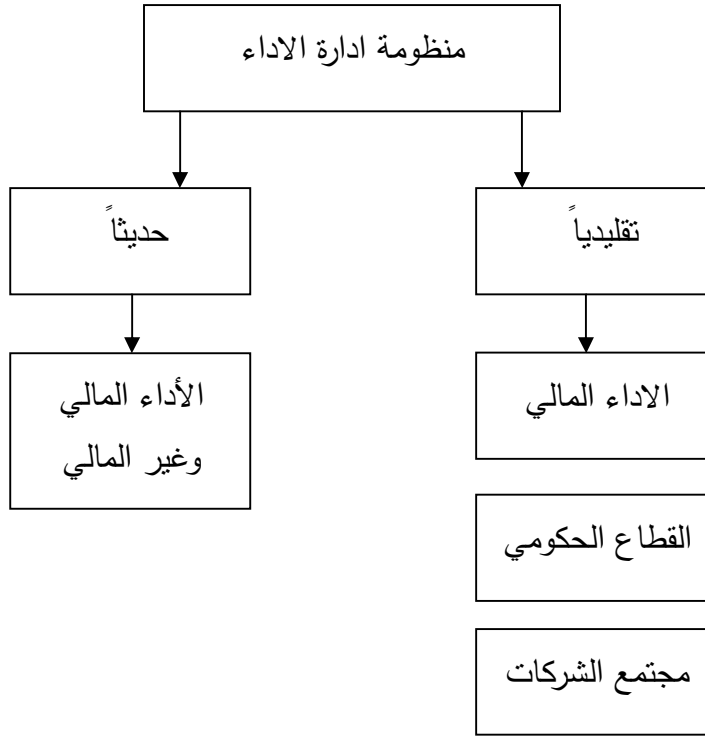 منظومة ادارة الاداء
تقليدياً
حديثاً
الاداء المالي
الأداء المالي
وغير المالي
القطاع الحكومي
مجتمع الشركات